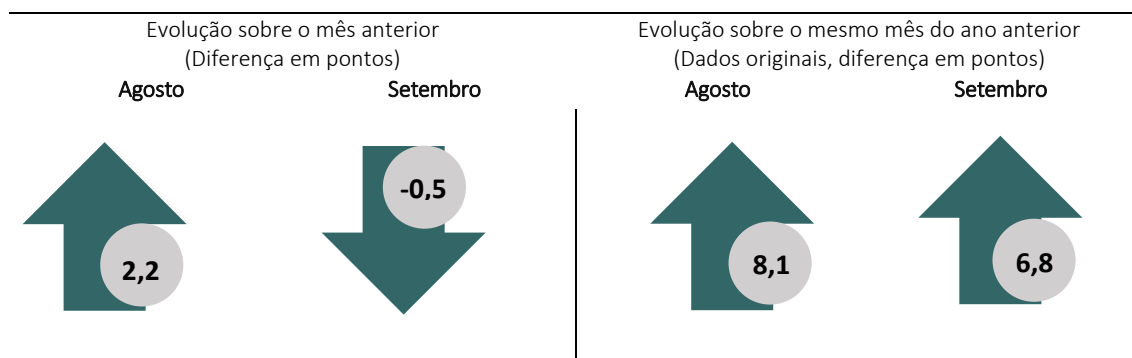 Evolução sobre o mês anterior
(Diferença em pontos)
Agosto
Setembro
2,2
-0,5
Evolução sobre o mesmo mês do ano anterior
(Dados originais, diferença em pontos)
Agosto
Setembro
8,1
6,8